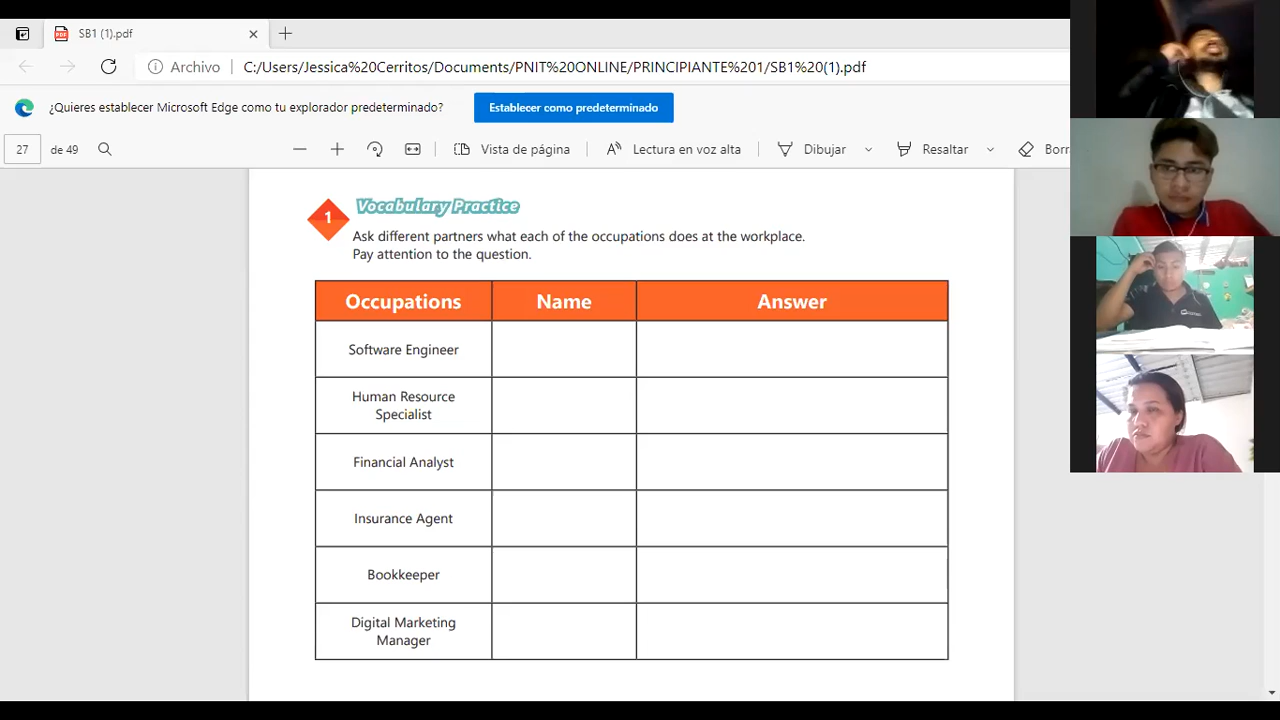 SB1 (1).pdf
Archivo
C:/Users/Jessica%20Cerritos/Documents/PNIT%20ONLINE/PRINCIPIANTE%201/SB1%20(1).pdf
¿Quieres establecer Microsoft Edge como tu explorador predeterminado?
Establecer como predeterminado
27 de 49
Vista de página
Lectura en voz alta
Dibujar
Resaltar
Borra
1
Vocabulary Practice
Ask different partners what each of the occupations does at the workplace.
Pay attention to the question.
Occupations Name Answer
Software Engineer
Human Resource
Specialist
Financial Analyst
Insurance Agent
Bookkeeper
Digital Marketing
Manager